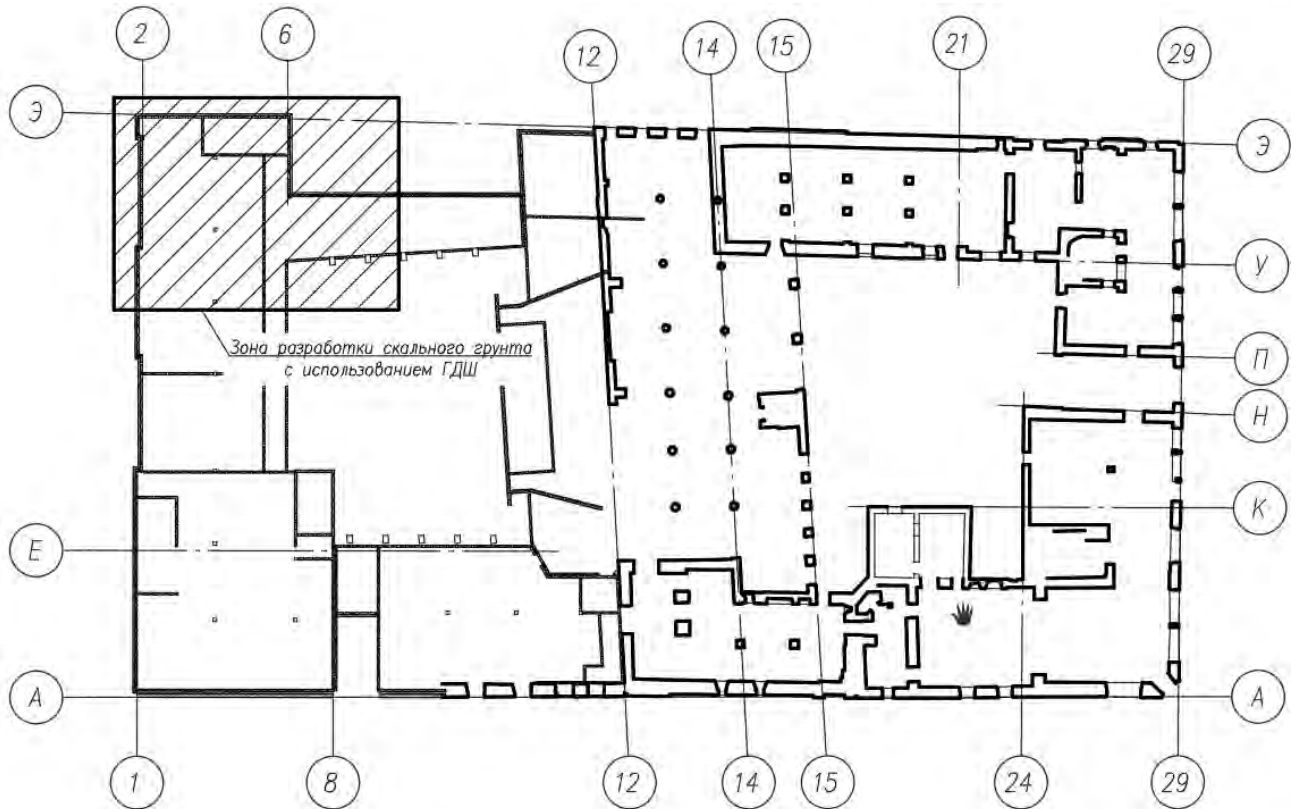 2 6 12 14 15 21 29
Э Э
У
Зона разработки скального грунта
с использованием ГДШ
П
Н
К
Е
А А
1 8 12 14 15 24 29